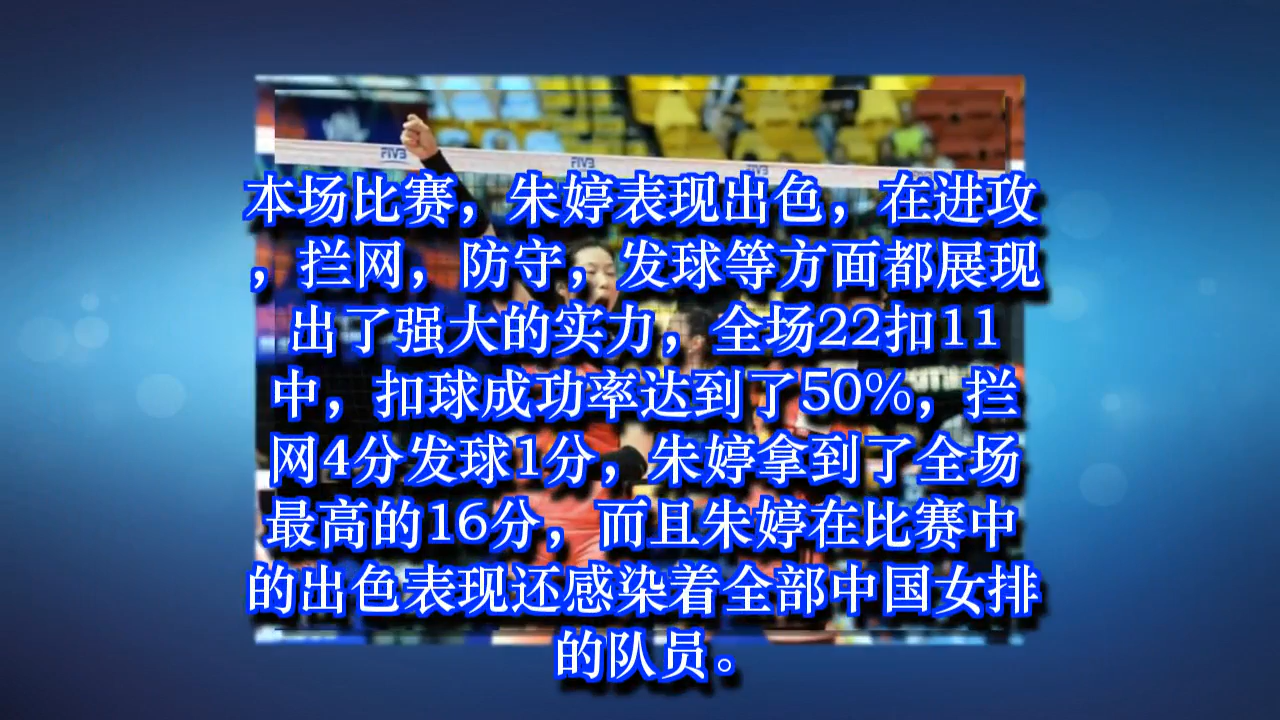 FIVB
FIVB
FIVB
本场比赛，朱婷表现出色，在进攻
，拦网，防守，发球等方面都展现
出了强大的实力，全场22扣11
中，扣球成功率达到了50%，拦
网4分发球1分，朱婷拿到了全场
最高的16分，而且朱婷在比赛中
的出色表现还感染着全部中国女排
的队员。